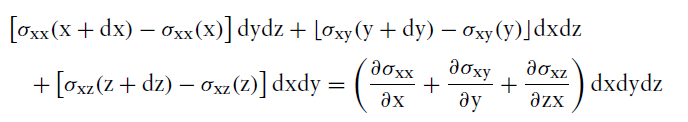 [σxx(x + dx) − σxx(x)] dydz + ⌊σxy(y + dy) − σxy(y)⌋dxdz
+ [σxz(z + dz) − σxz(z)] dxdy = (∂σxx/∂x + ∂σxy/∂y + ∂σxz/∂zx) dxdydz